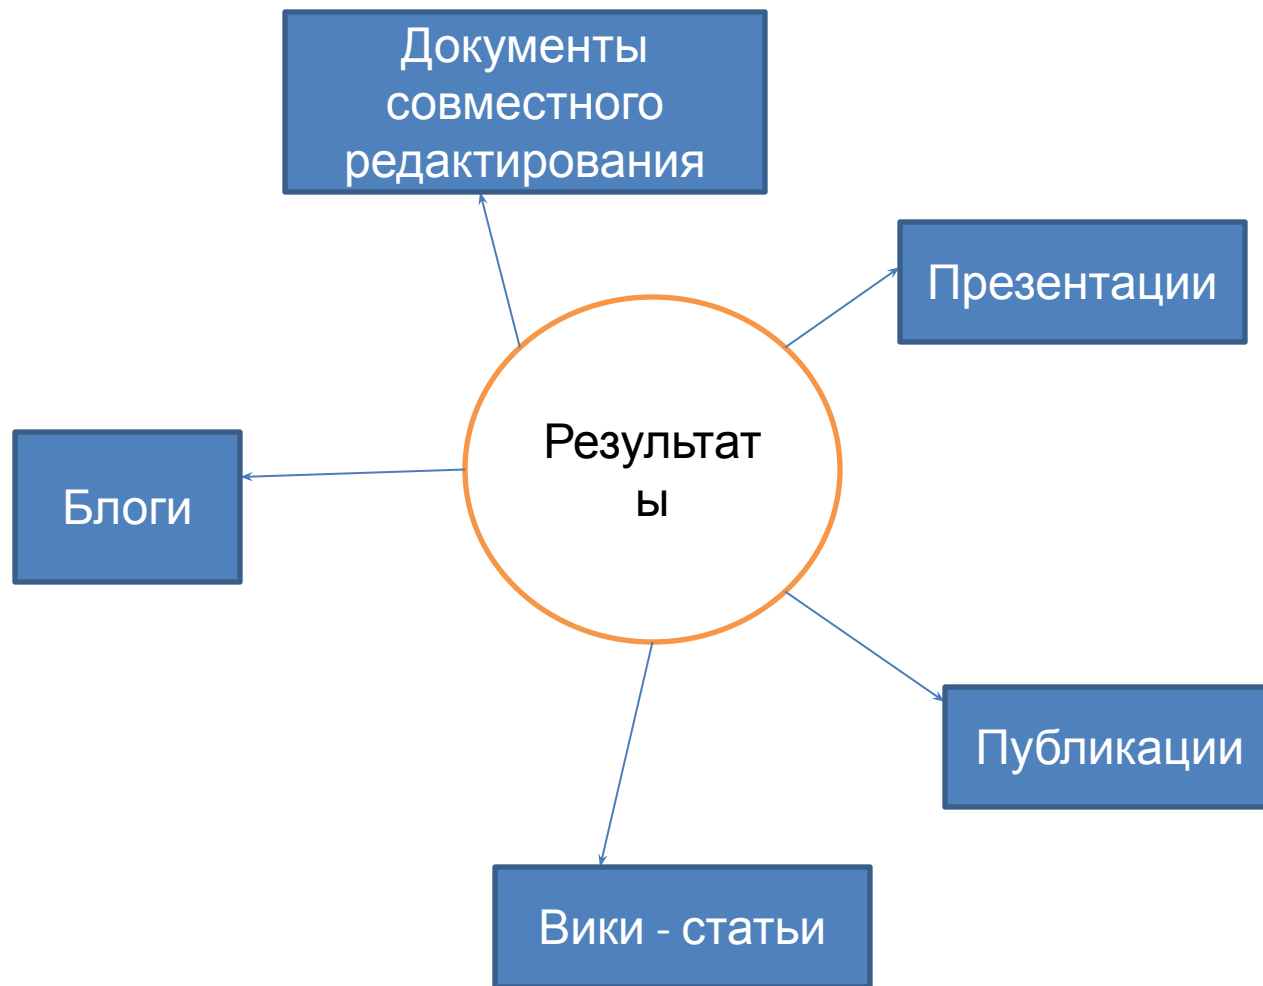 Документы
совместного
редактирования
Презентации
Результат
ы
Блоги
Публикации
Вики - статьи